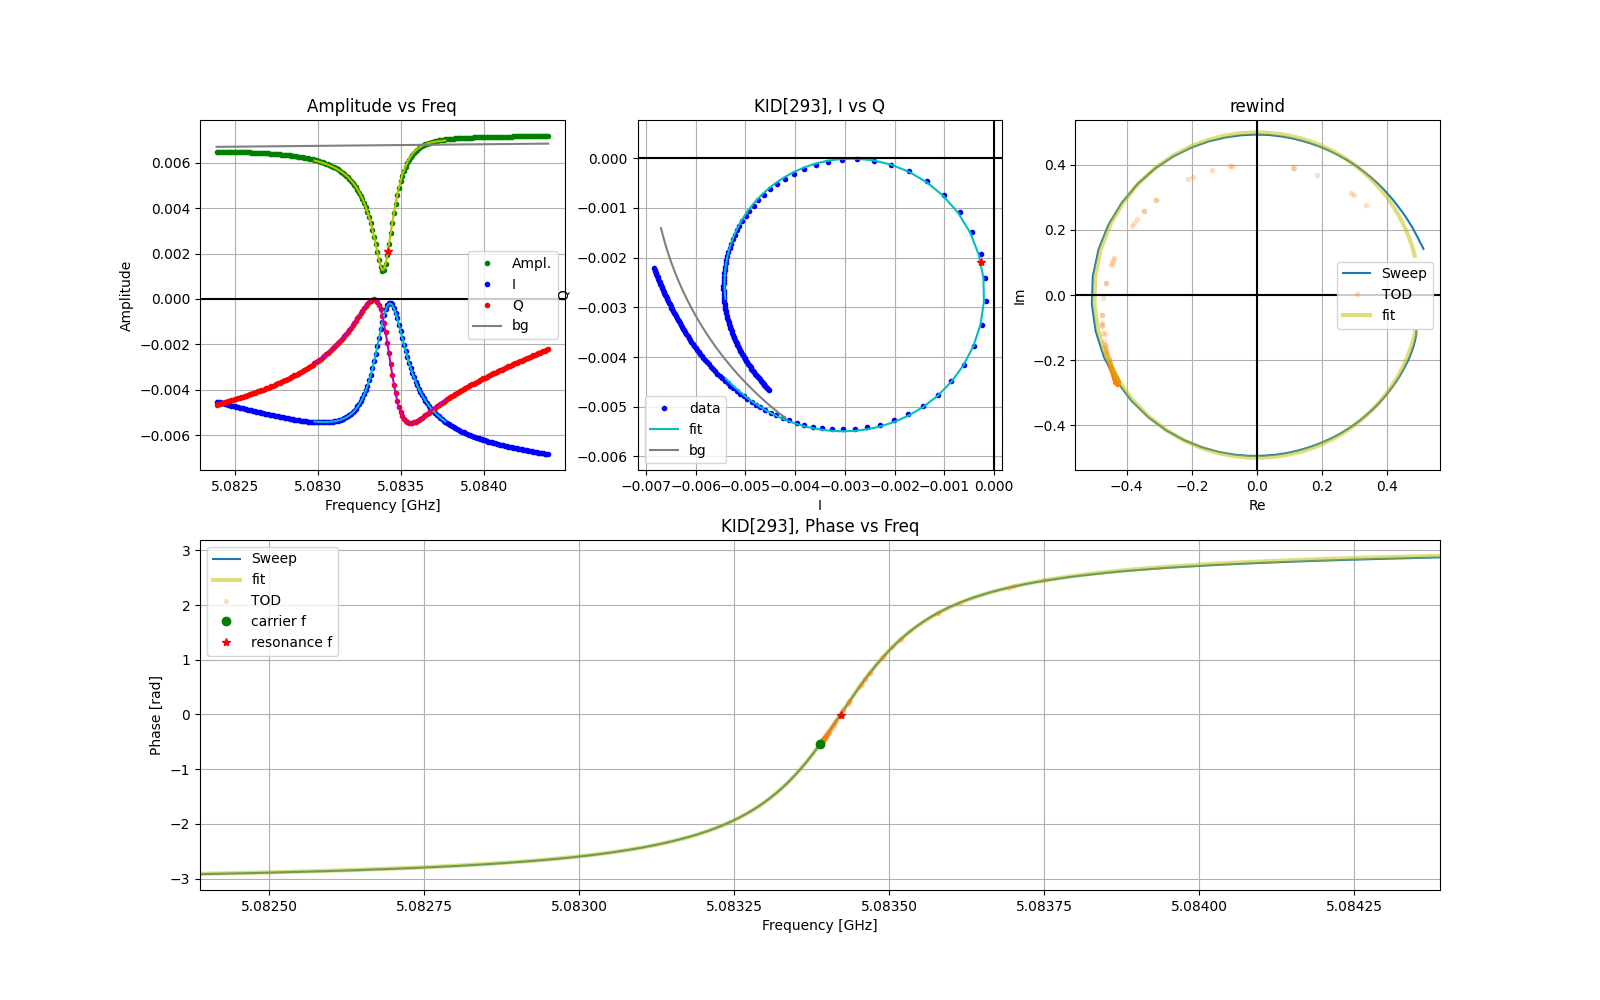 Amplitude vs Freq
Amplitude
0.006
0.004
0.002
0.000
−0.002
−0.004
−0.006
Ampl.
I
Q
bg
5.0825
5.0830
5.0835
5.0840
Frequency [GHz]
KID[293], I vs Q
Q
0.000
−0.001
−0.002
−0.003
−0.004
−0.005
−0.006
data
fit
bg
−0.007
−0.006
−0.005
−0.004
−0.003
−0.002
−0.001
0.000
I
rewind
Im
0.4
0.2
0.0
−0.2
−0.4
Sweep
TOD
fit
−0.4
−0.2
0.0
0.2
0.4
Re
KID[293], Phase vs Freq
Phase [rad]
3
2
1
0
−1
−2
−3
Sweep
fit
TOD
carrier f
resonance f
5.08250
5.08275
5.08300
5.08325
5.08350
5.08375
5.08400
5.08425
Frequency [GHz]